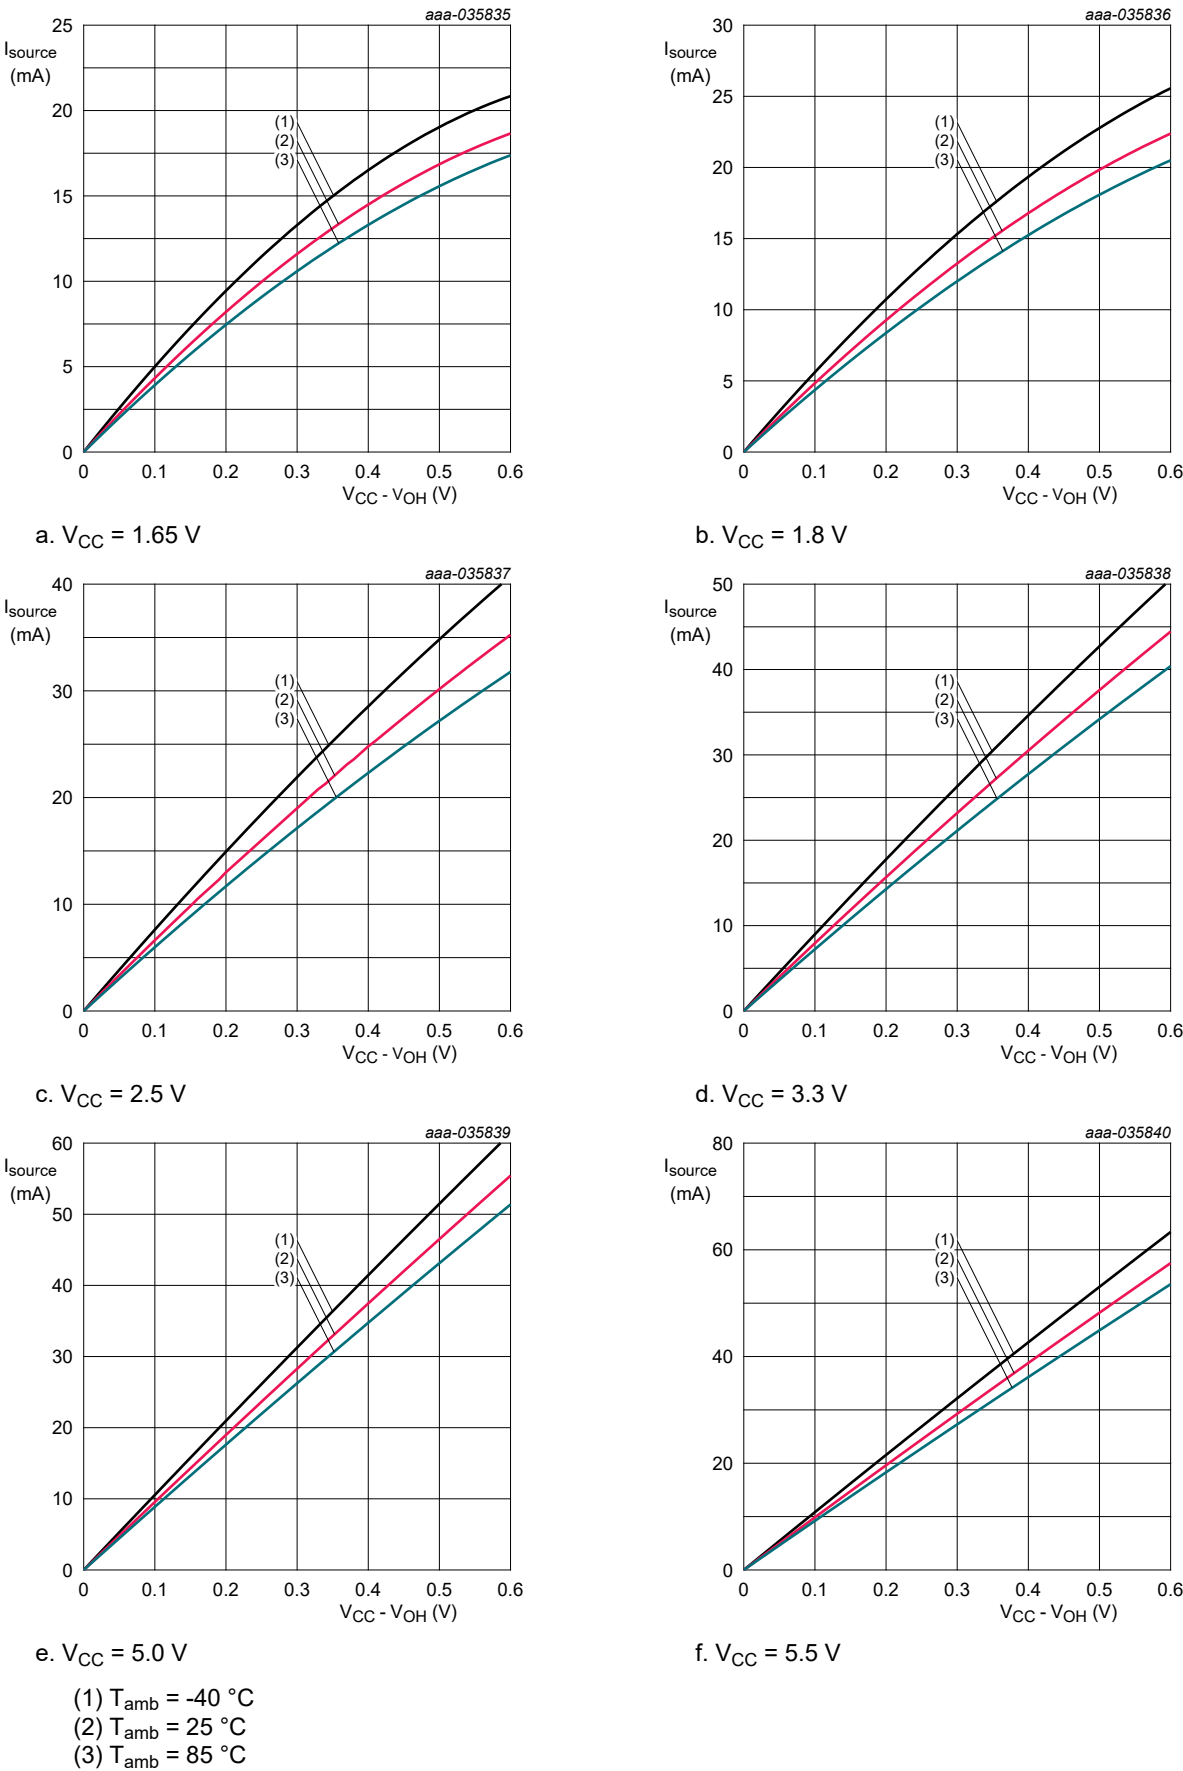 aaa-035835
25
Isource
(mA)
20
15
10
5
0
(1)
(2)
(3)
0 0.1 0.2 0.3 0.4 0.5 0.6
VCC - VOH (V)
a. VCC = 1.65 V
aaa-035836
30
Isource
(mA)
25
20
15
10
5
0
(1)
(2)
(3)
0 0.1 0.2 0.3 0.4 0.5 0.6
VCC - VOH (V)
b. VCC = 1.8 V
aaa-035837
40
Isource
(mA)
30
20
10
0
(1)
(2)
(3)
0 0.1 0.2 0.3 0.4 0.5 0.6
VCC - VOH (V)
c. VCC = 2.5 V
aaa-035838
50
Isource
(mA)
40
30
20
10
0
(1)
(2)
(3)
0 0.1 0.2 0.3 0.4 0.5 0.6
VCC - VOH (V)
d. VCC = 3.3 V
aaa-035839
60
Isource
(mA)
50
40
30
20
10
0
(1)
(2)
(3)
0 0.1 0.2 0.3 0.4 0.5 0.6
VCC - VOH (V)
e. VCC = 5.0 V
aaa-035840
80
Isource
(mA)
60
40
20
0
(1)
(2)
(3)
0 0.1 0.2 0.3 0.4 0.5 0.6
VCC - VOH (V)
f. VCC = 5.5 V
(1) Tamb = -40 °C
(2) Tamb = 25 °C
(3) Tamb = 85 °C